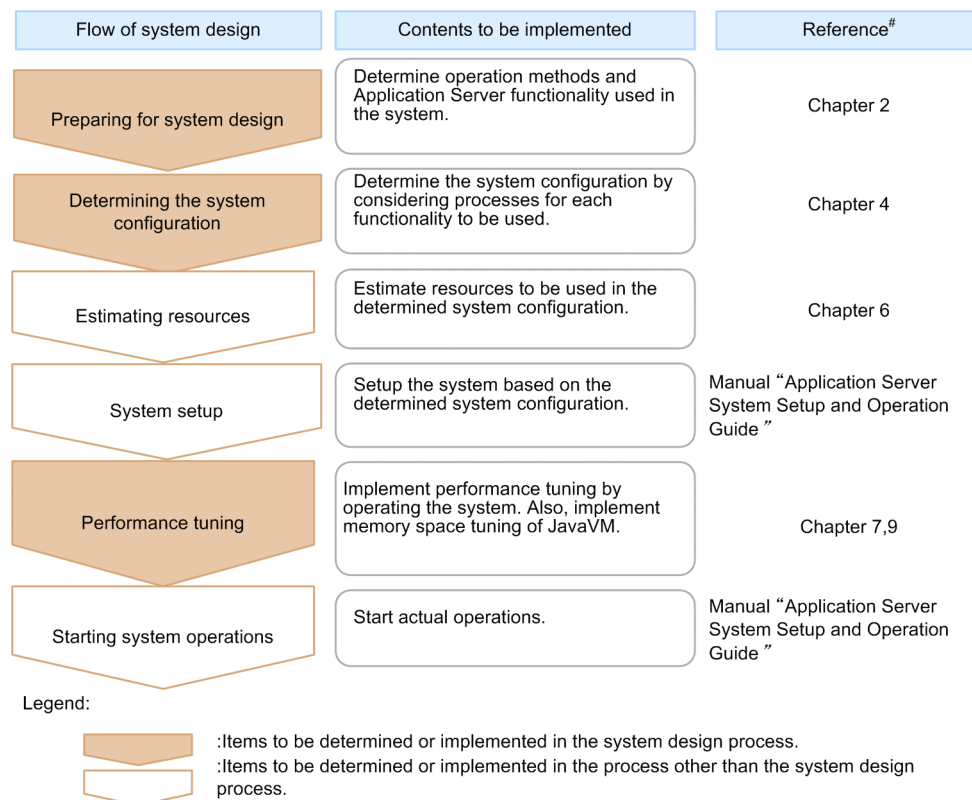 Flow of system design
Contents to be implemented
Reference#
Preparing for system design
Determine operation methods and
Application Server functionality used in
the system.
Chapter 2
Determining the system
configuration
Determine the system configuration by
considering processes for each
functionality to be used.
Chapter 4
Estimating resources
Estimate resources to be used in the
determined system configuration.
Chapter 6
System setup
Setup the system based on the
determined system configuration.
Manual “Application Server
System Setup and Operation
Guide”
Performance tuning
Implement performance tuning by
operating the system. Also, implement
memory space tuning of JavaVM.
Chapter 7,9
Starting system operations
Start actual operations.
Manual “Application Server
System Setup and Operation
Guide”
Legend:
:Items to be determined or implemented in the system design process.
:Items to be determined or implemented in the process other than the system design
process.